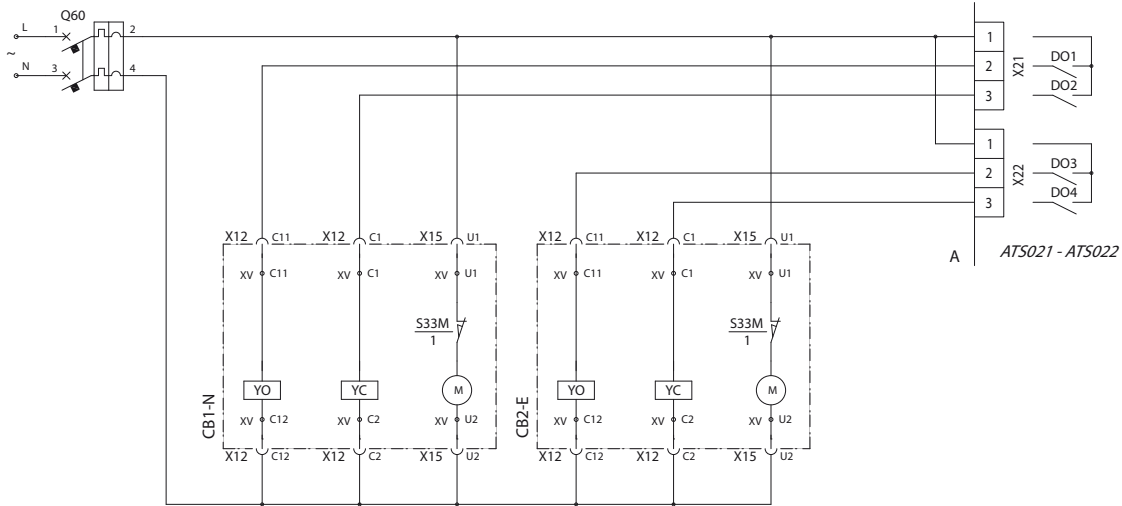 Q60
L 1 2
~
N 3 4
A
1
2
3
X21
DO1
DO2
1
2
3
X22
DO3
DO4
A ATS021 - ATS022
X12 C11 X12 C1 X15 U1
XV C11 XV C1 XV U1
S33M
1
YO YC M
XV C12 XV C2 XV U2
CB1-N
X12 C12 X12 C2 X15 U2
X12 C11 X12 C1 X15 U1
XV C11 XV C1 XV U1
S33M
1
YO YC M
XV C12 XV C2 XV U2
CB2-E
X12 C12 X12 C2 X15 U2